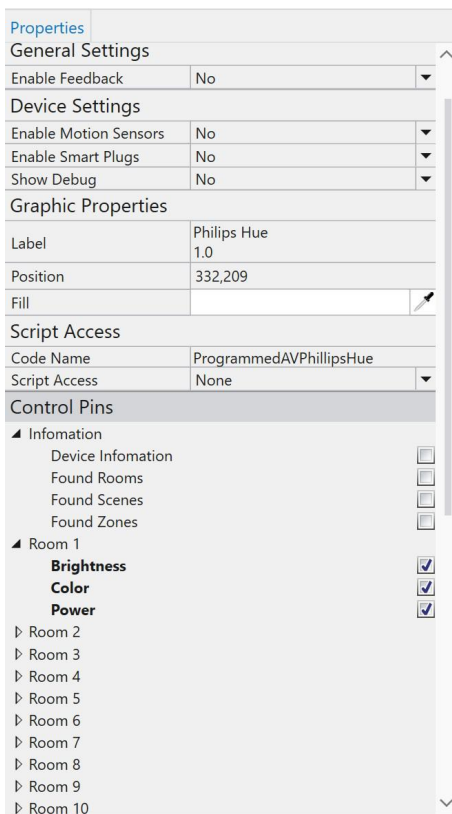 Properties
General Settings
Enable Feedback No
Device Settings
Enable Motion Sensors No
Enable Smart Plugs No
Show Debug No
Graphic Properties
Label Philips Hue
1.0
Position 332,209
Fill
Script Access
Code Name ProgrammedAVPhillipsHue
Script Access None
Control Pins
Infomation
Device Infomation
Found Rooms
Found Scenes
Found Zones
Room 1
Brightness
Color
Power
Room 2
Room 3
Room 4
Room 5
Room 6
Room 7
Room 8
Room 9
Room 10